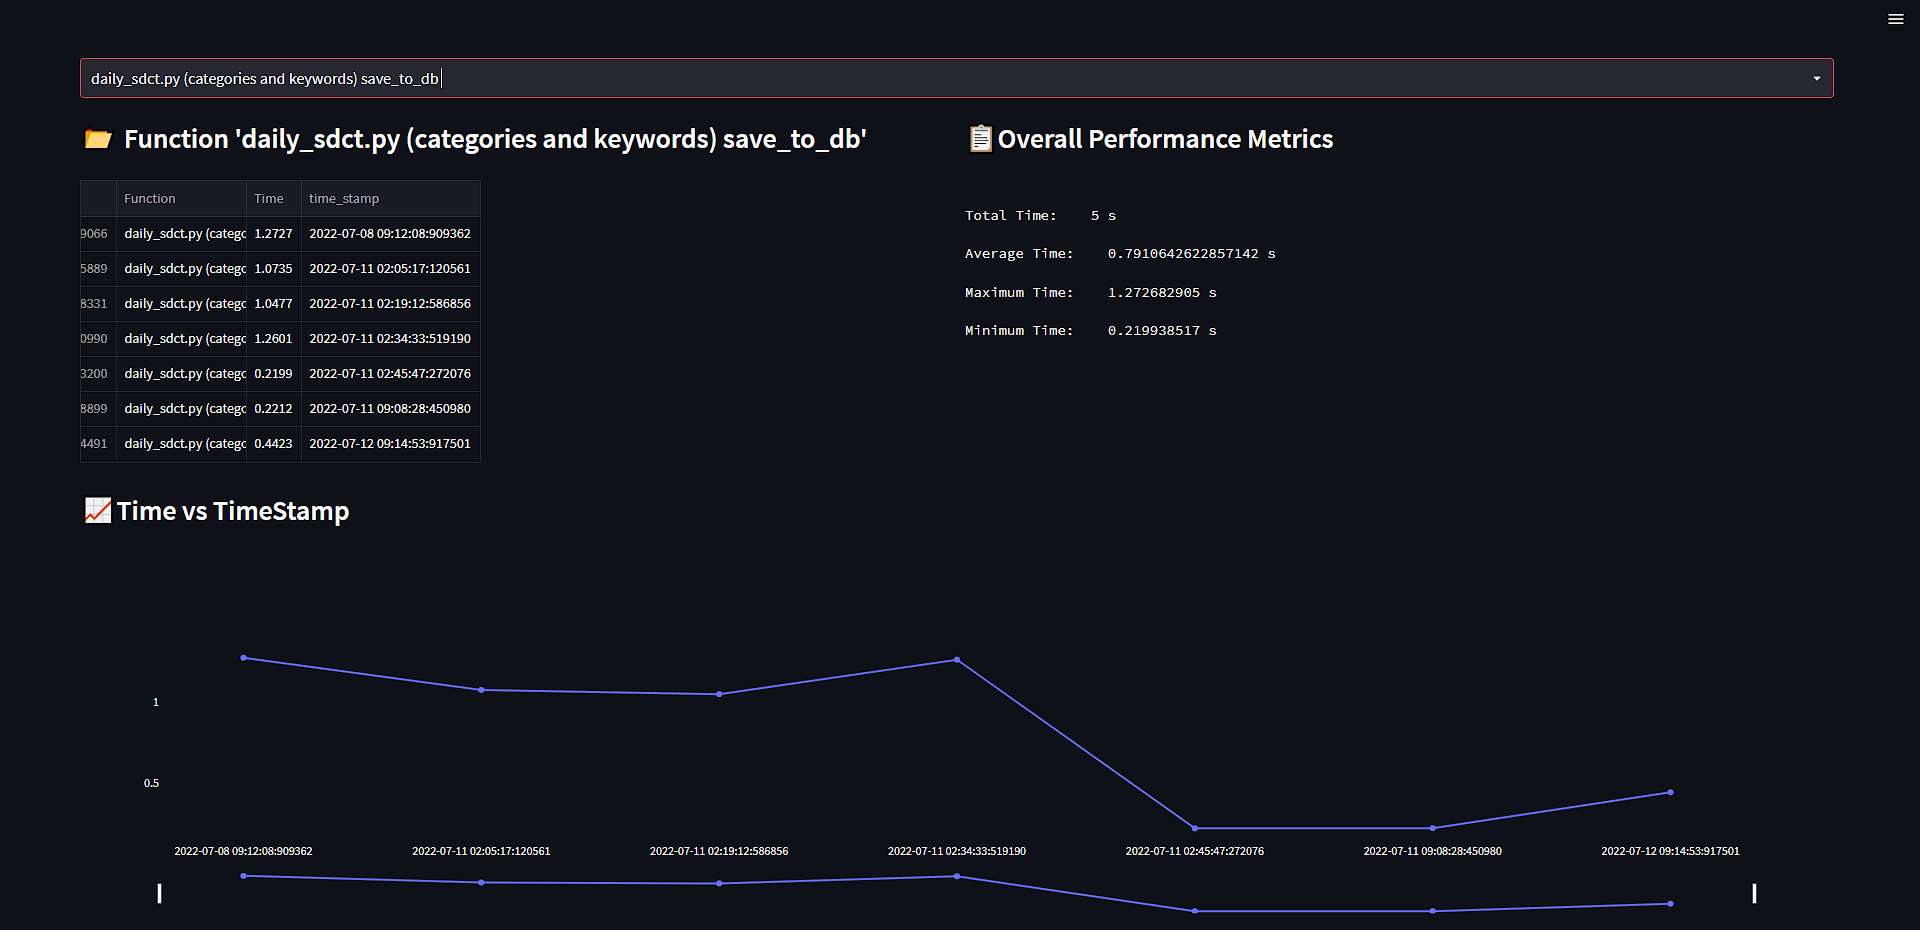 daily_sdct.py (categories and keywords) save_to_db
Function 'daily_sdct.py (categories and keywords) save_to_db'
Overall Performance Metrics
Function Time time_stamp
9066 daily_sdct.py (catego 1.2727 2022-07-08 09:12:08:909362
5889 daily_sdct.py (catego 1.0735 2022-07-11 02:05:17:120561
8331 daily_sdct.py (catego 1.0477 2022-07-11 02:19:12:586856
0990 daily_sdct.py (catego 1.2601 2022-07-11 02:34:33:519190
3200 daily_sdct.py (catego 0.2199 2022-07-11 02:45:47:272076
8899 daily_sdct.py (catego 0.2212 2022-07-11 09:08:28:450980
4491 daily_sdct.py (catego 0.4423 2022-07-12 09:14:53:917501
Total Time: 5 s
Average Time: 0.7910642622857142 s
Maximum Time: 1.272682905 s
Minimum Time: 0.219938517 s
Time vs TimeStamp
1
0.5
2022-07-08 09:12:08:909362 2022-07-11 02:05:17:120561 2022-07-11 02:19:12:586856 2022-07-11 02:34:33:519190 2022-07-11 02:45:47:272076 2022-07-11 09:08:28:450980 2022-07-12 09:14:53:917501